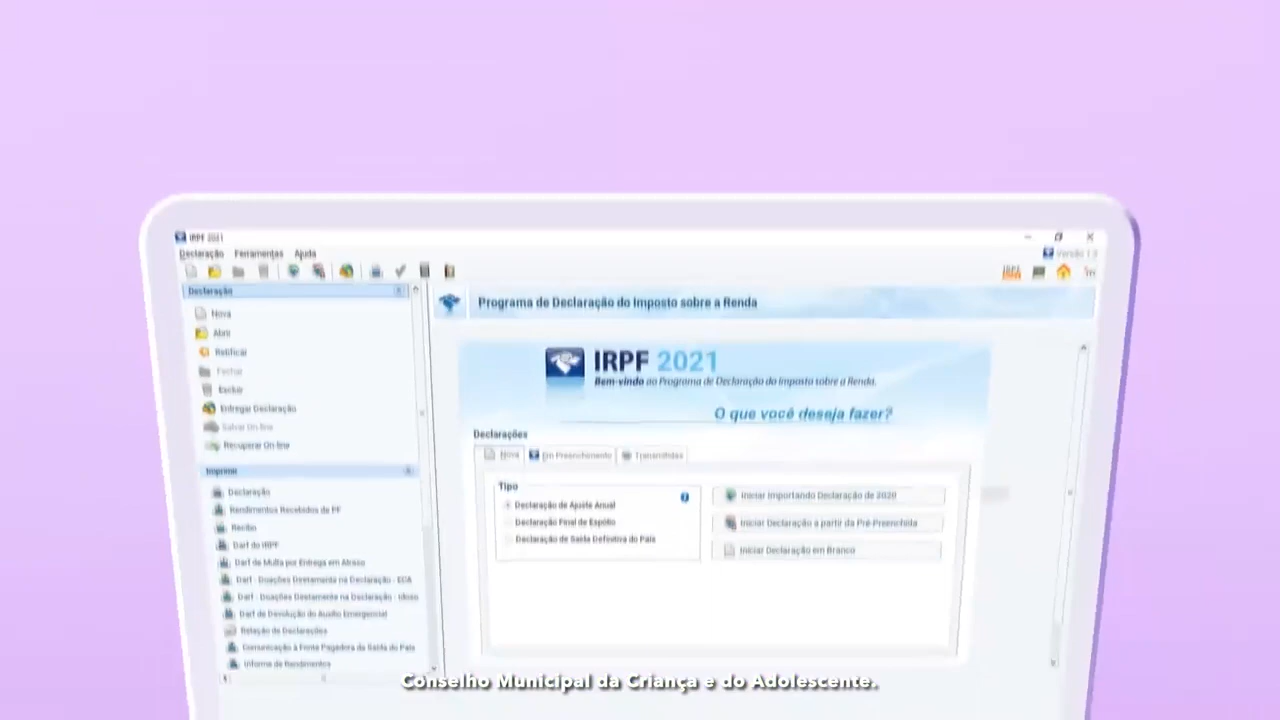 IRPF 2021
Declaração Ferramentas Ajuda
Versão 1.3
Declaração
Programa de Declaração do Imposto sobre a Renda
Nova
Abrir
Retificar
Fechar
Excluir
Entregar Declaração
Salvar On-line
Recuperar On-line
IRPF 2021
Bem-vindo ao Programa de Declaração do Imposto sobre a Renda.
O que você deseja fazer?
Declarações
Nova Em Preenchimento Transmitidas
Tipo
Declaração de Ajuste Anual
Declaração Final de Espólio
Declaração de Saída Definitiva do País
Iniciar Importando Declaração de 2020
Iniciar Declaração a partir da Pré-Preenchida
Iniciar Declaração em Branco
Imprimir
Declaração
Rendimentos Recebidos de PF
Recibo
Darf do IRPF
Darf de Multa por Entrega em Atraso
Darf - Doações Diretamente na Declaração - ECA
Darf - Doações Diretamente na Declaração - Idoso
Darf de Devolução do Auxílio Emergencial
Relação de Declarações
Comunicação à Fonte Pagadora da Saída do País
Informe de Rendimentos
Conselho Municipal da Criança e do Adolescente.